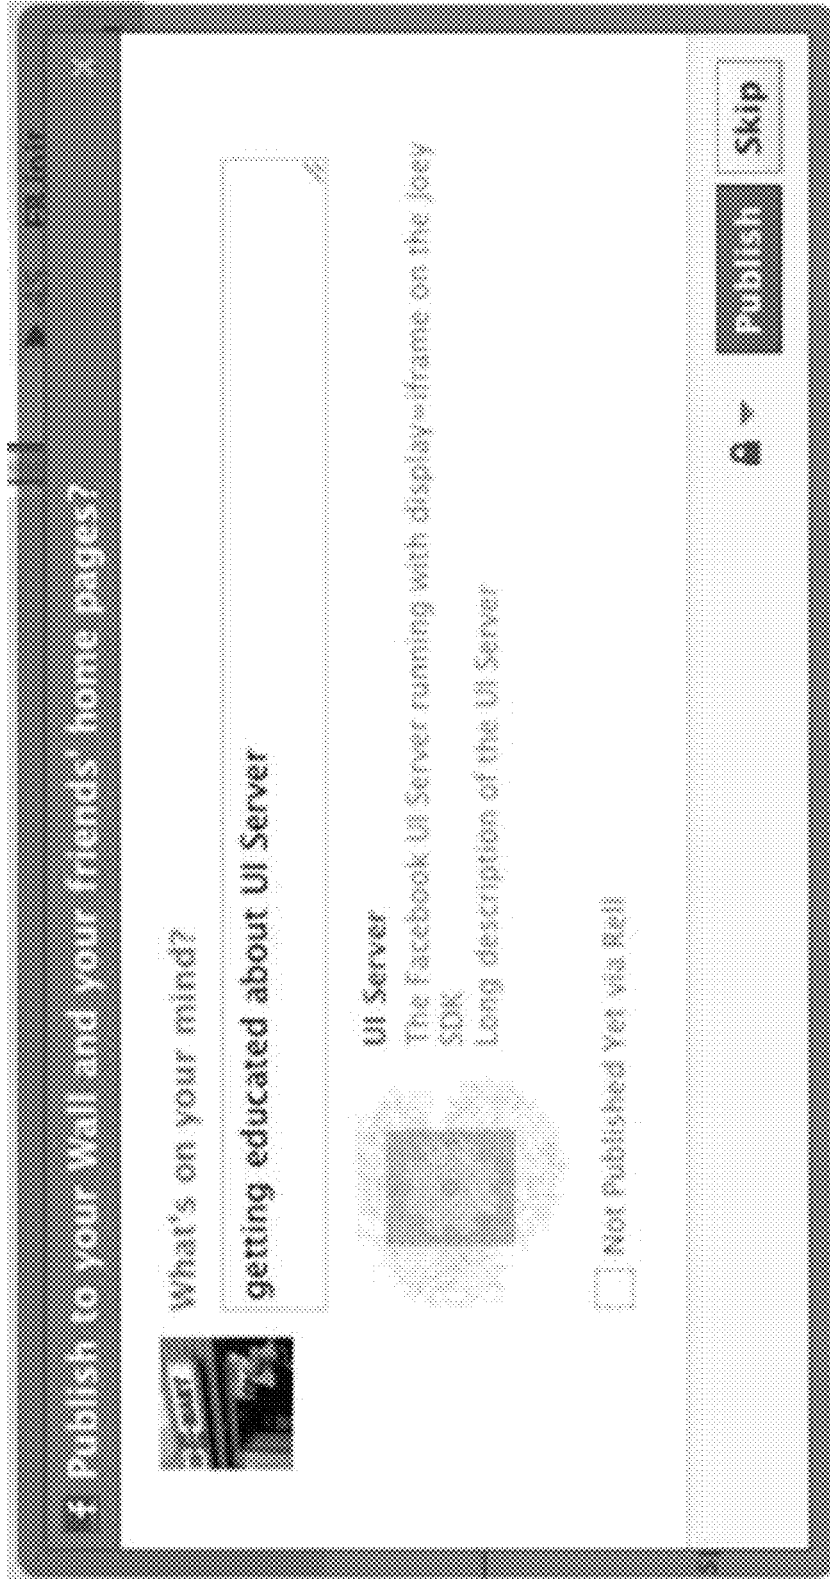 f Publish to your Wall and your friends' home pages?
What's on your mind?
getting educated about UI Server
UI Server
The Facebook UI Server running with display=iframe on the Joey
SDK
Long description of the UI Server
Not Published Yet via Rell
Publish
Skip